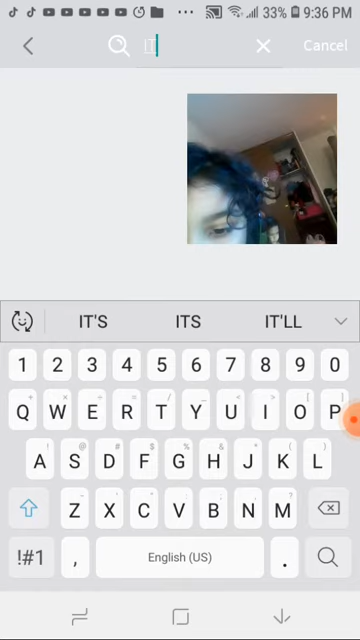 33% 9:36 PM
IT Cancel
IT'S ITS IT'LL
1 2 3 4 5 6 7 8 9 0
Q W E R T Y U I O P
A S D F G H J K L
Z X C V B N M
!#1 , English (US) .